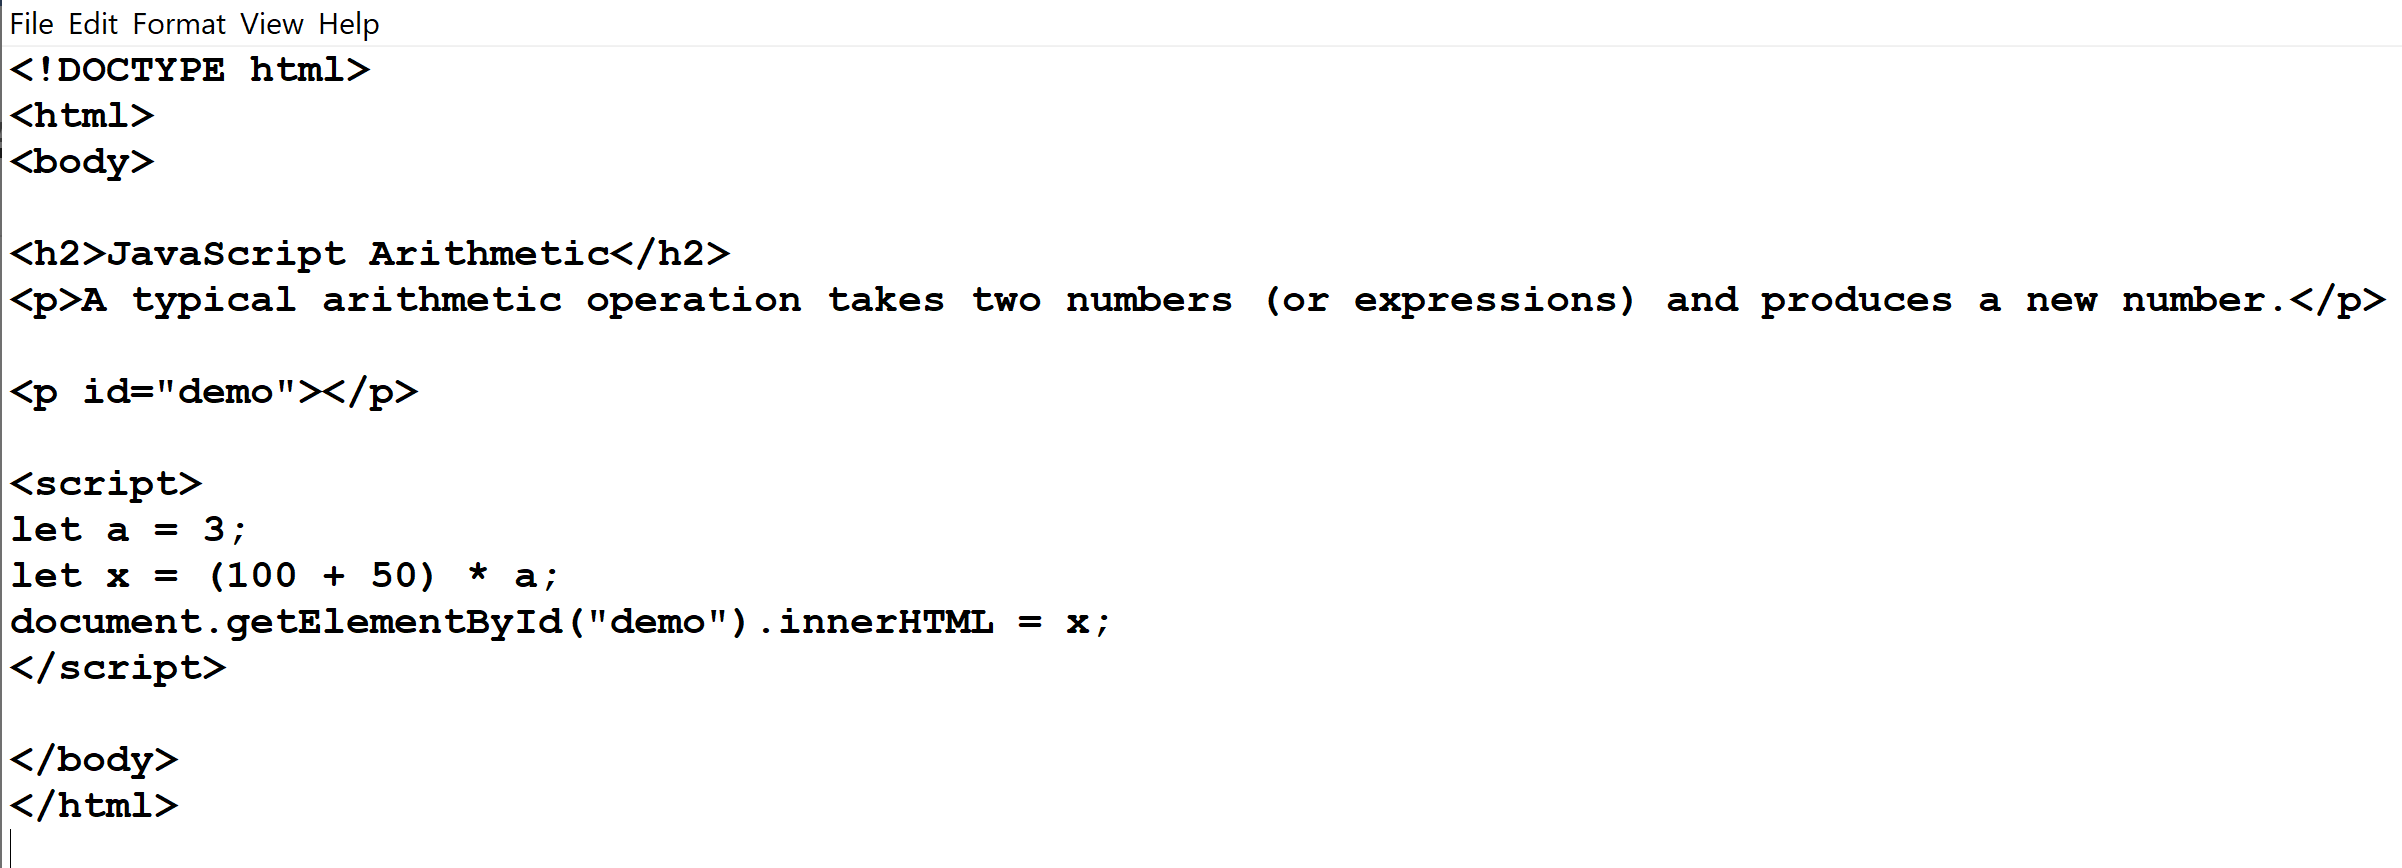 File Edit Format View Help
<!DOCTYPE html>
<html>
<body>
<h2>JavaScript Arithmetic</h2>
<p>A typical arithmetic operation takes two numbers (or expressions) and produces a new number.</p>
<p id="demo"></p>
<script>
let a = 3;
let x = (100 + 50) * a;
document.getElementById("demo").innerHTML = x;
</script>
</body>
</html>